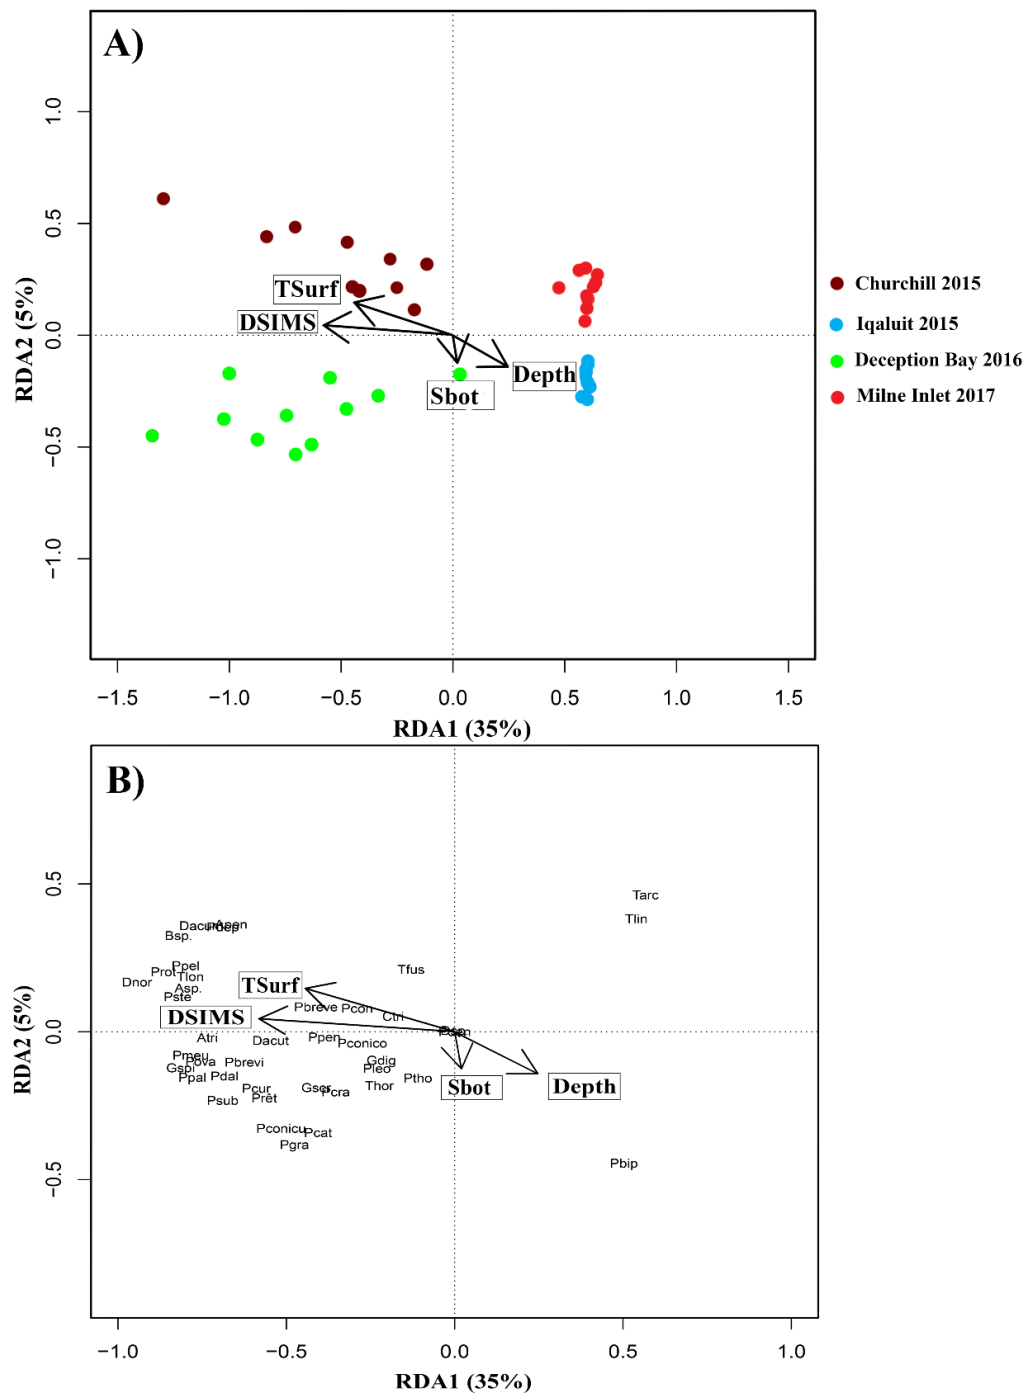 A)
1.0
0.5
0.0
−0.5
−1.0
RDA2 (5%)
TSurf
DSIMS
Sbot
Depth
Churchill 2015
Iqaluit 2015
Deception Bay 2016
Milne Inlet 2017
−1.5 −1.0 −0.5 0.0 0.5 1.0 1.5
RDA1 (35%)
B)
0.5
0.0
−0.5
RDA2 (5%)
Tarc
Tlin
Bsp.
Ppel
Prot
Tlon
Dnor
Asp.
Pste
Tfus
TSurf
Pbreve Pcon
Ctri
DSIMS
Atri
Dacut
Ppen
Pconico
Pmeu
Pova
Pbrevi
Gspi
Gdig
Pleo
Ppal
Pdal
Ptho
Thor
Pcur
Gscr
Pcra
Psub
Prêt
Sbot
Depth
Pconicu
Pcat
Pgra
Pbip
−1.0 −0.5 0.0 0.5 1.0
RDA1 (35%)